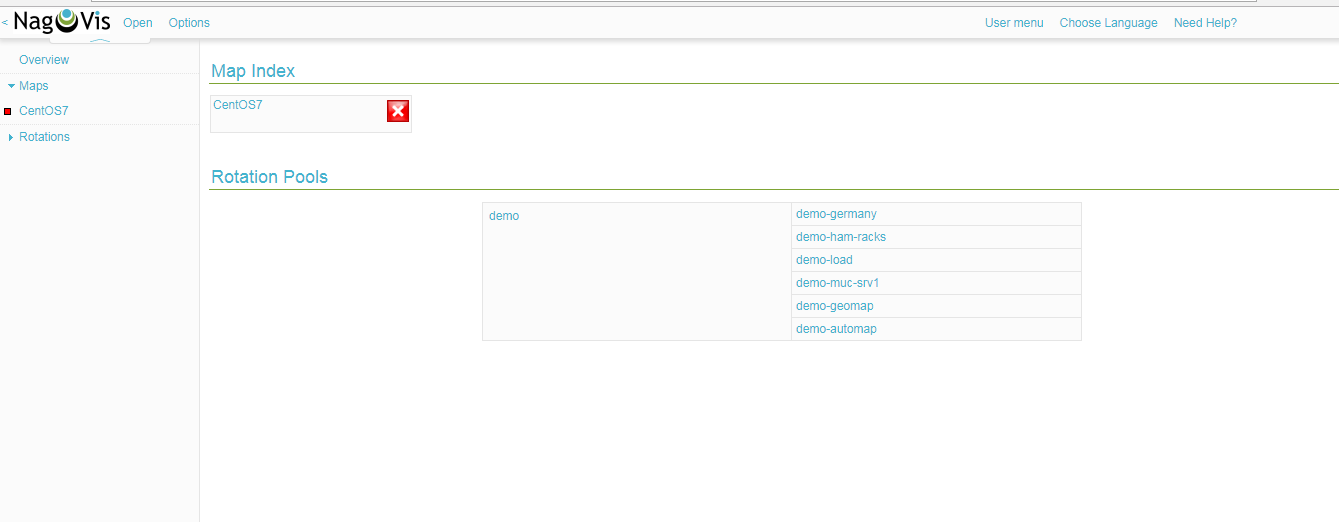 < NagVis Open Options User menu Choose Language Need Help?
Overview
Maps
CentOS7
Rotations
Map Index
CentOS7
Rotation Pools
demo
demo-germany
demo-ham-racks
demo-load
demo-muc-srv1
demo-geomap
demo-automap